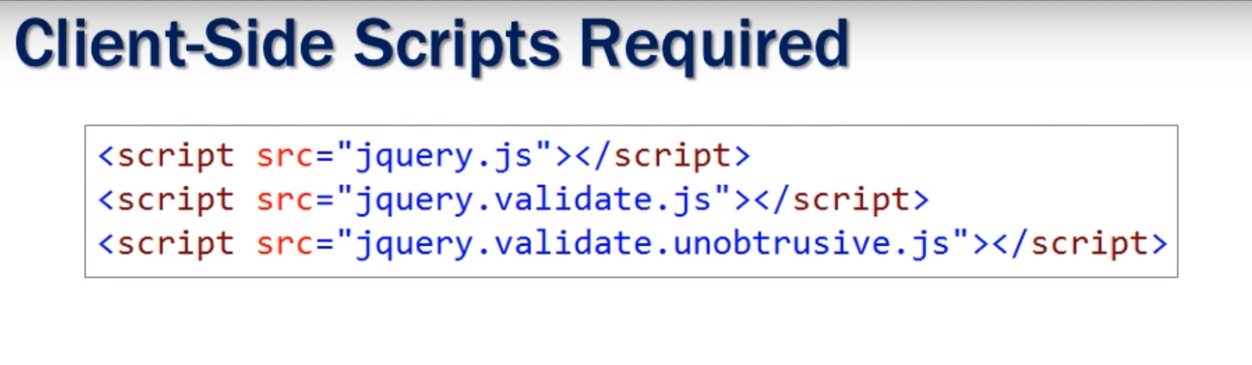 Client-Side Scripts Required
<script src="jquery.js"></script>
<script src="jquery.validate.js"></script>
<script src="jquery.validate.unobtrusive.js"></script>